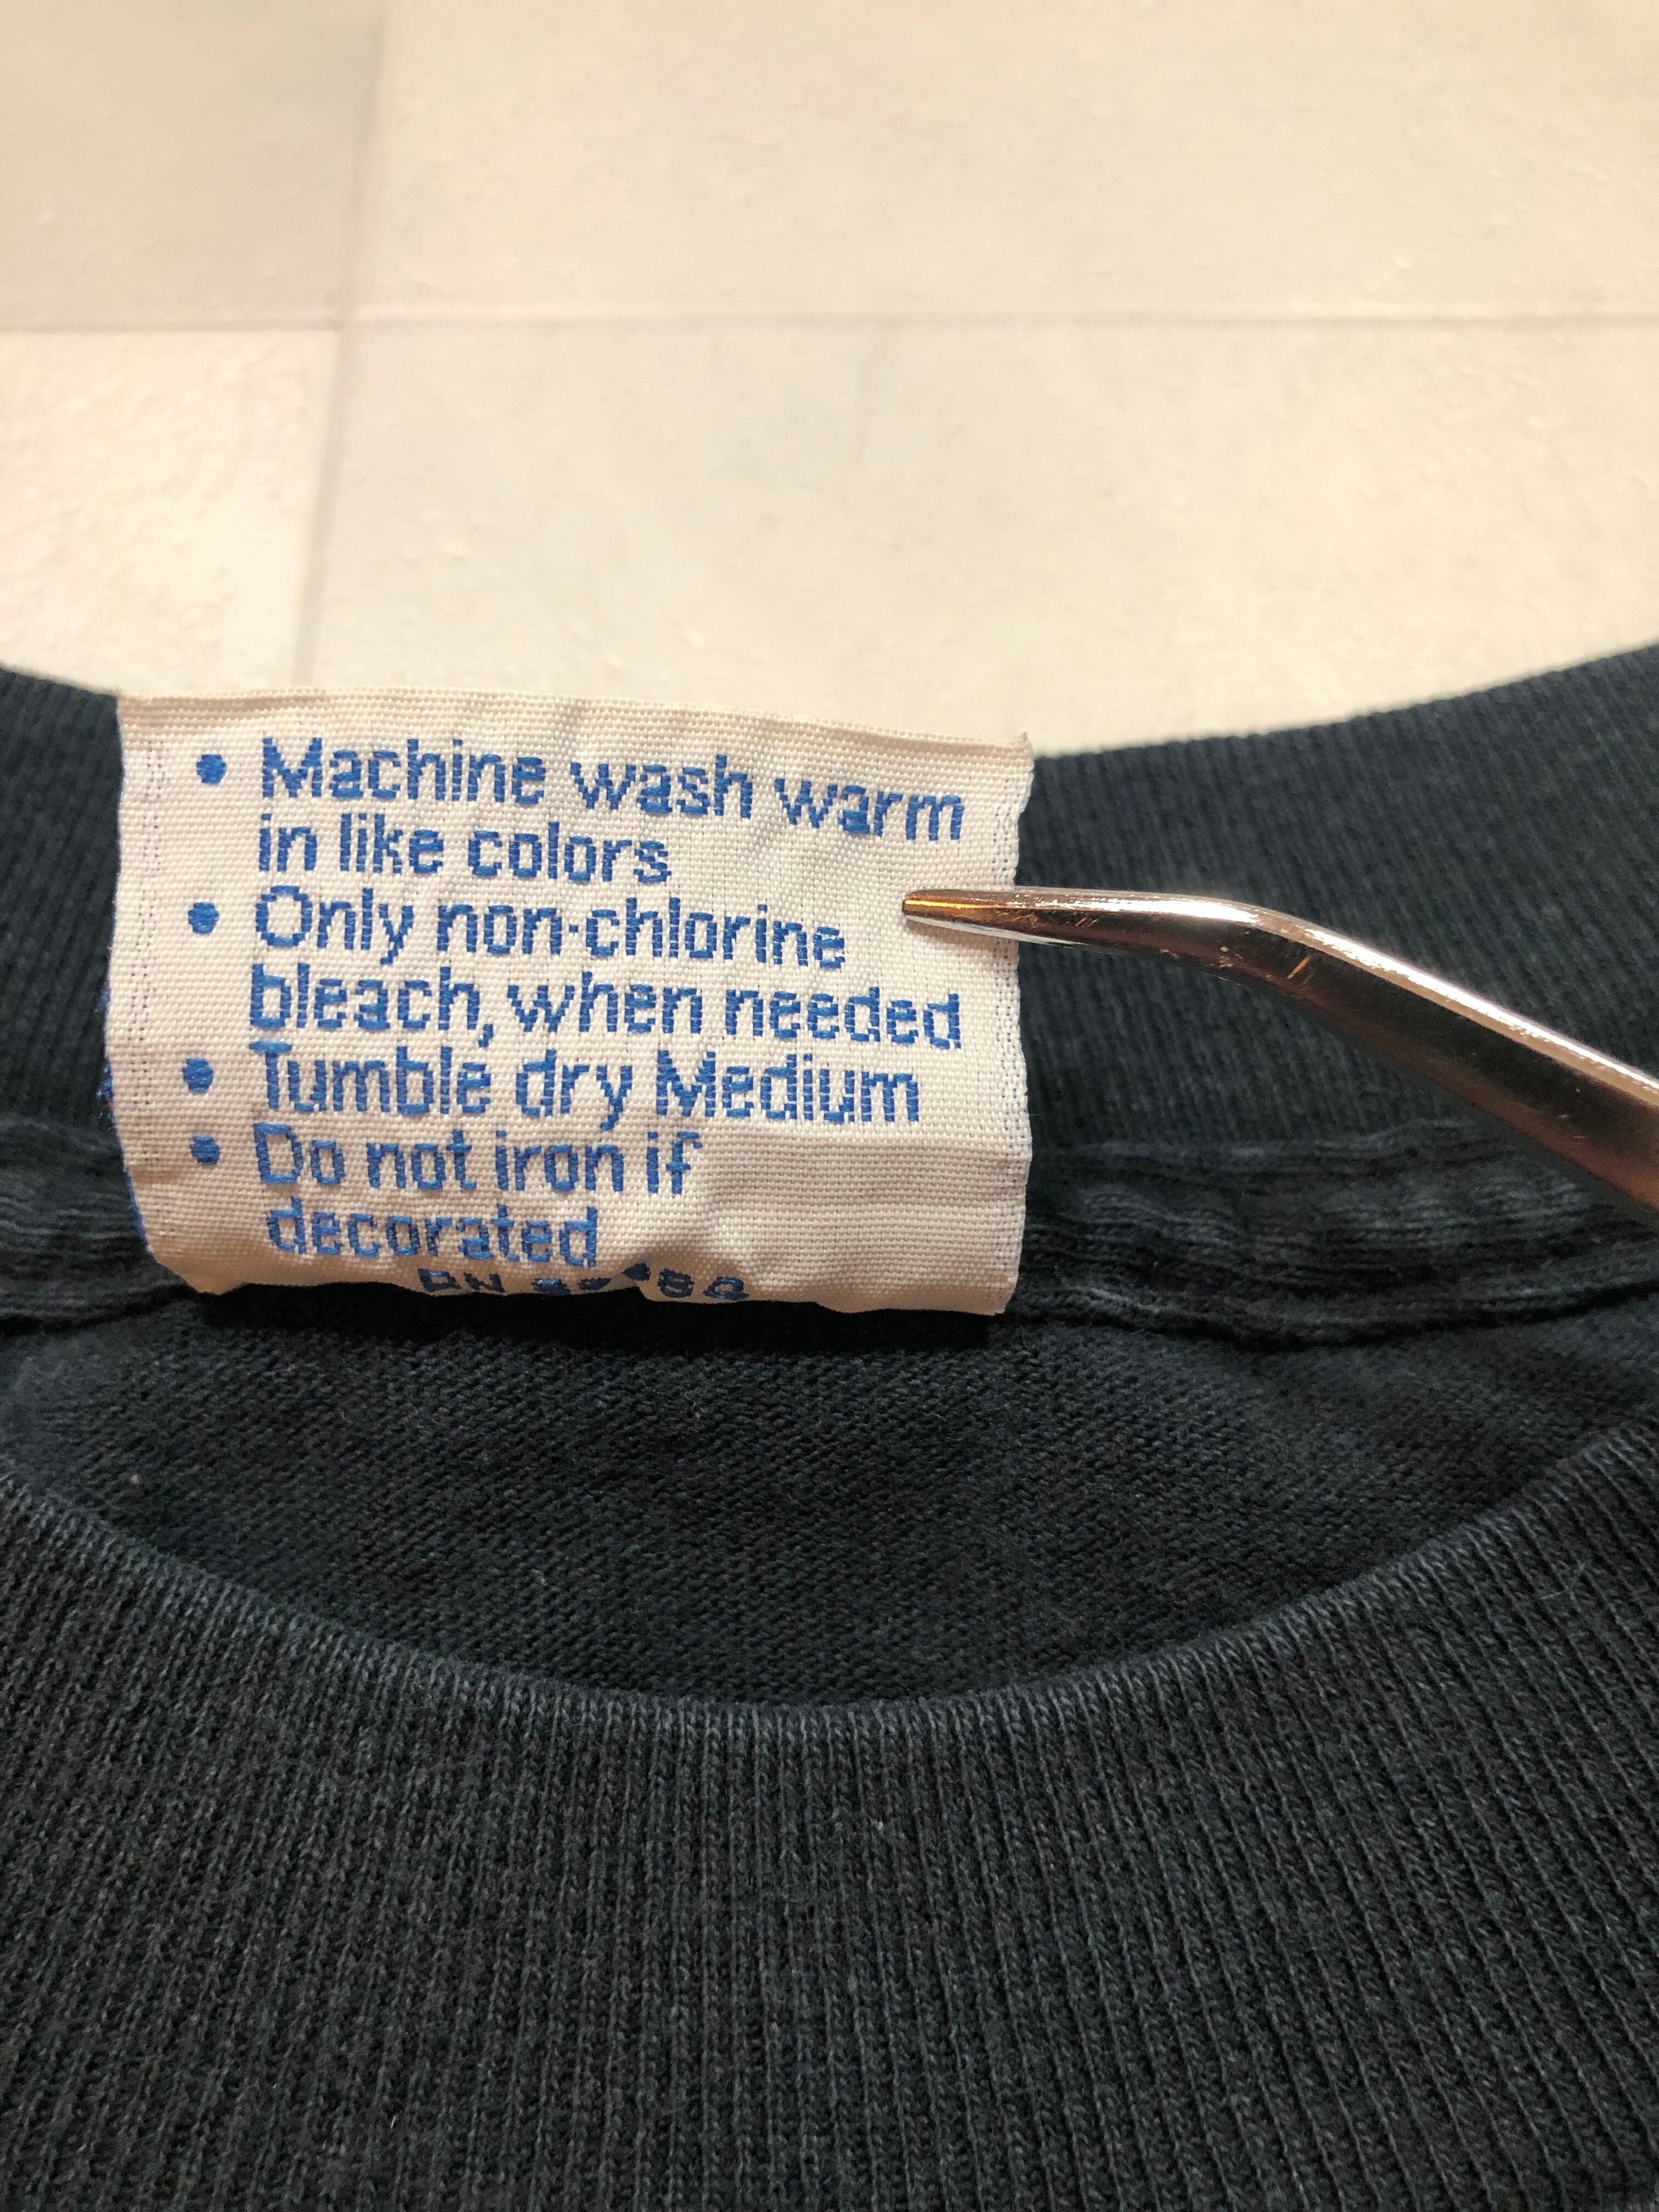 • Machine wash warm
in like colors
• Only non-chlorine
bleach, when needed
• Tumble dry Medium
• Do not iron if
decorated
RN